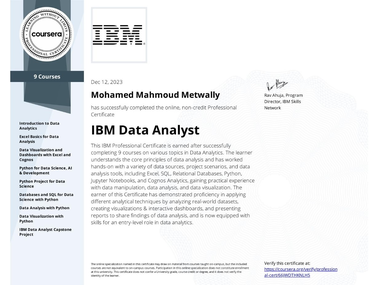 coursera
IBM
9 Courses
Introduction to Data
Analytics
Excel Basics for Data
Analysis
Data Visualization and
Dashboards with Excel and
Cognos
Python for Data Science, AI
& Development
Python Project for Data
Science
Databases and SQL for Data
Science with Python
Data Analysis with Python
Data Visualization with
Python
IBM Data Analyst Capstone
Project
Dec 12, 2023
Mohamed Mahmoud Metwally
has successfully completed the online, non-credit Professional
Certificate
IBM Data Analyst
This IBM Professional Certificate is earned after successfully
completing 9 courses on various topics in Data Analytics. The learner
understands the core principles of data analysis and has worked
hands-on with a variety of data sources, project scenarios, and data
analysis tools, including Excel, SQL, Relational Databases, Python,
Jupyter Notebooks, and Cognos Analytics, gaining practical experience
with data manipulation, data analysis, and data visualization. The
earner of this Certificate has demonstrated proficiency in applying
different analytical techniques by analyzing real-world datasets,
creating visualizations & interactive dashboards, and presenting
reports to share findings of data analysis, and is now equipped with
skills for an entry-level role in data analytics.
Rav Ahuja, Program
Director, IBM Skills
Network
Verify this certificate at: